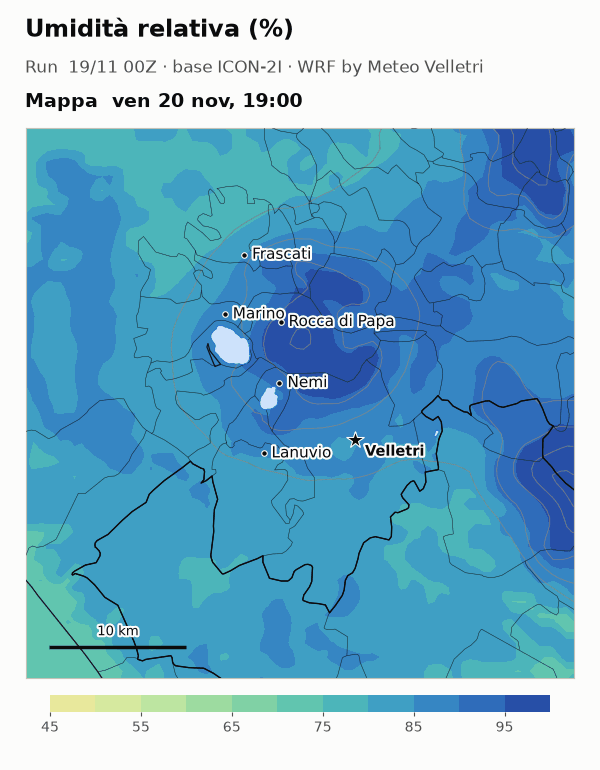 Umidità relativa (%)
Run  19/11 00Z · base ICON-2I · WRF by Meteo Velletri
Mappa  ven 20 nov, 19:00
Frascati
Marino
Rocca di Papa
Nemi
Velletri
Lanuvio
10 km
45 55 65 75 85 95